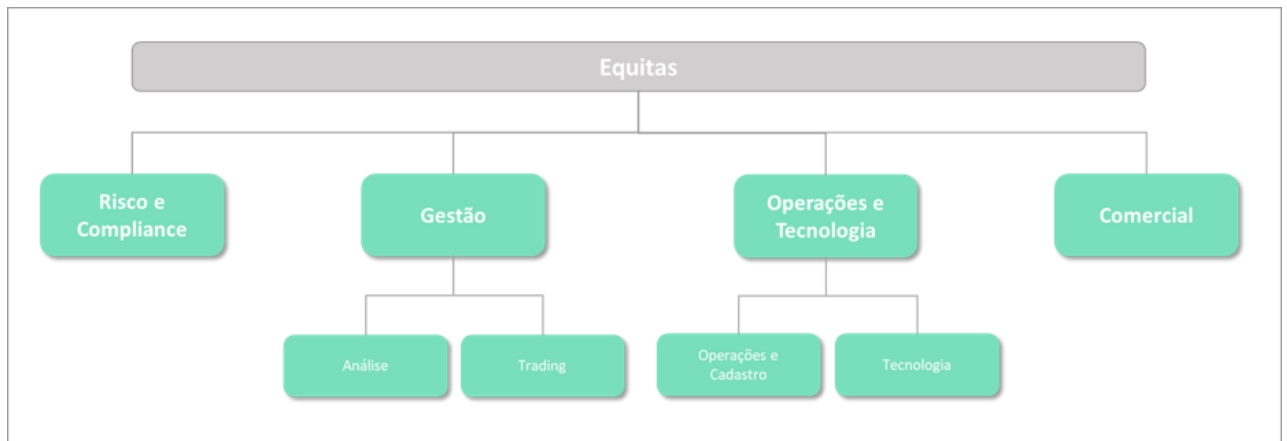 Equitas
Risco e
Compliance
Gestão
Operações e
Tecnologia
Comercial
Análise
Trading
Operações e
Cadastro
Tecnologia